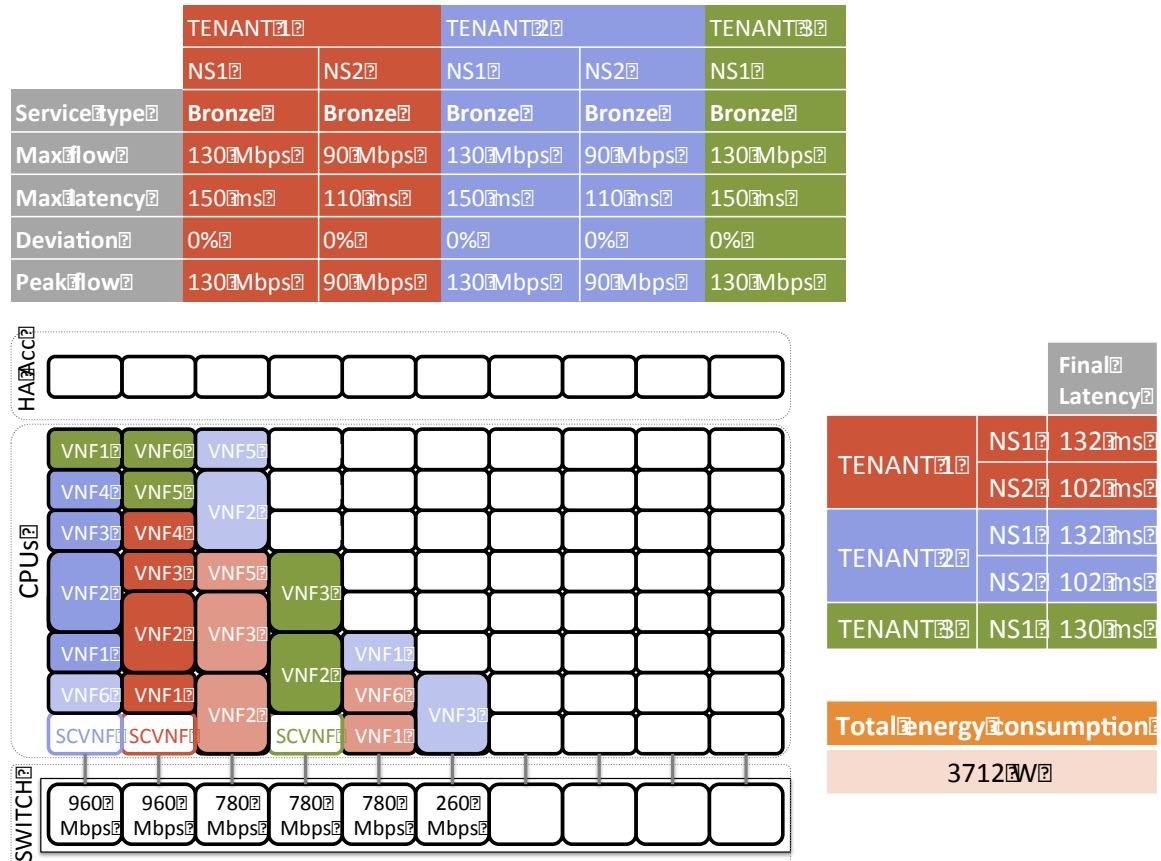 TENANT 1 TENANT 2 TENANT 3
NS1 NS2 NS1 NS2 NS1
Service type Bronze Bronze Bronze Bronze Bronze
Max flow 130 Mbps 90 Mbps 130 Mbps 90 Mbps 130 Mbps
Max latency 150 ms 110 ms 150 ms 110 ms 150 ms
Deviation 0% 0% 0% 0% 0%
Peak flow 130 Mbps 90 Mbps 130 Mbps 90 Mbps 130 Mbps
HA Acc
CPUs
VNF1 VNF6 VNF5
VNF4 VNF5
VNF2
VNF3 VNF4
VNF3 VNF5
VNF2 VNF3
VNF2 VNF3
VNF1 VNF1
VNF2
VNF6 VNF1 VNF6
VNF2 VNF3
SCVNF SCVNF SCVNF VNF1
SWITCH
960 960 780 780 780 260
Mbps Mbps Mbps Mbps Mbps Mbps
Final
Latency
TENANT 1
NS1 132 ms
NS2 102 ms
TENANT 2
NS1 132 ms
NS2 102 ms
TENANT 3 NS1 130 ms
Total energy consumption
3712 W